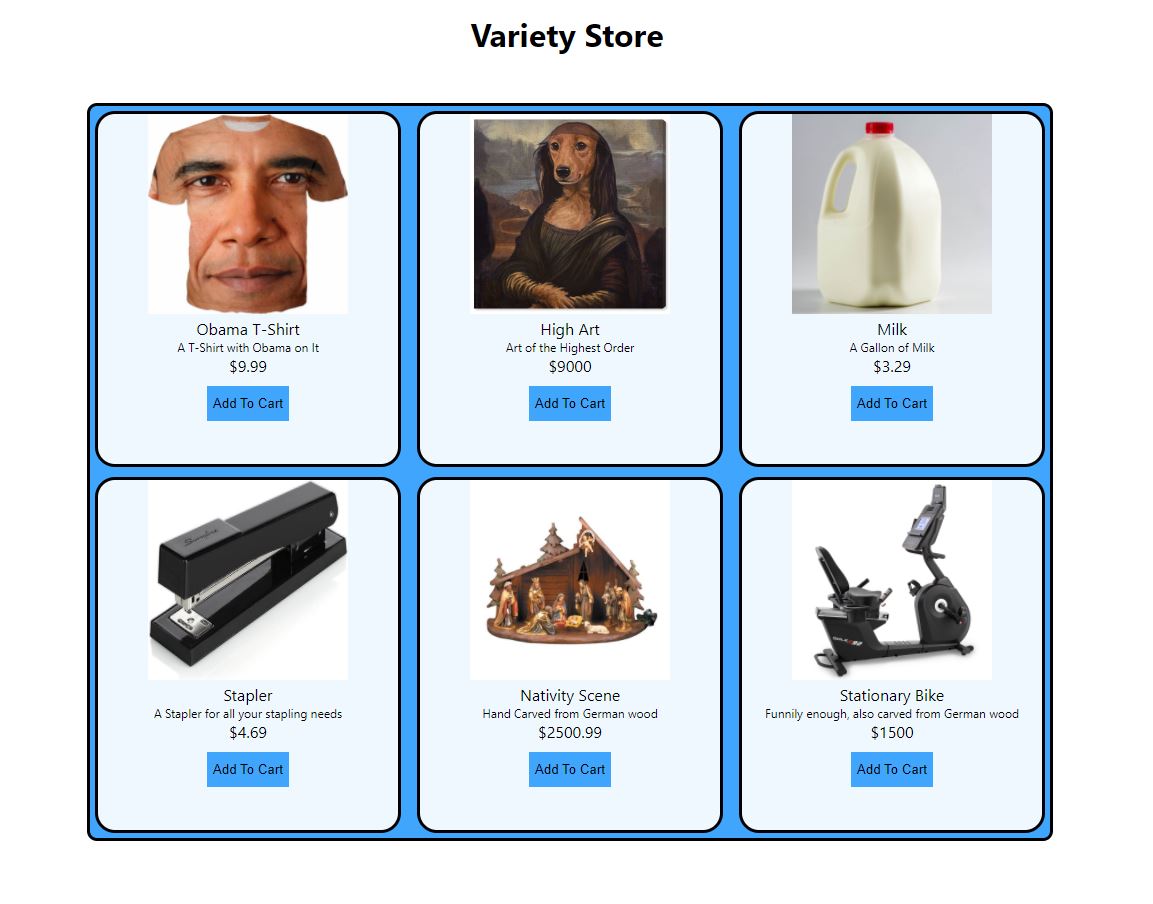 Variety Store
Obama T-Shirt
A T-Shirt with Obama on It
$9.99
Add To Cart
High Art
Art of the Highest Order
$9000
Add To Cart
Milk
A Gallon of Milk
$3.29
Add To Cart
Stapler
A Stapler for all your stapling needs
$4.69
Add To Cart
Nativity Scene
Hand Carved from German wood
$2500.99
Add To Cart
Stationary Bike
Funnily enough, also carved from German wood
$1500
Add To Cart